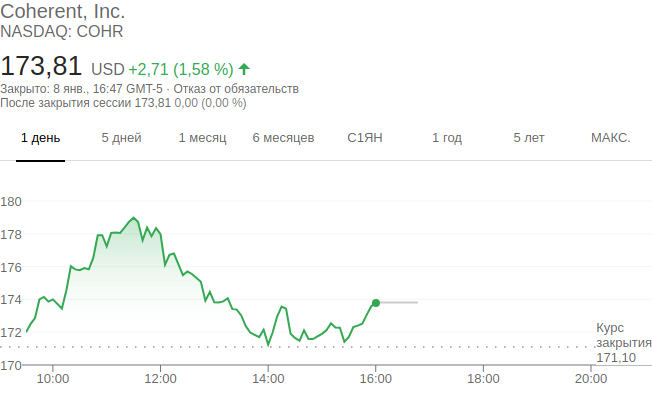 Coherent, Inc.
NASDAQ: COHR
173,81 USD +2,71 (1,58 %)
Закрыто: 8 янв., 16:47 GMT-5 · Отказ от обязательств
После закрытия сессии 173,81 0,00 (0,00 %)
1 день 5 дней 1 месяц 6 месяцев С1ЯН 1 год 5 лет МАКС.
180
178
176
174
172
170
Курс
закрытия
171,10
10:00 12:00 14:00 16:00 18:00 20:00